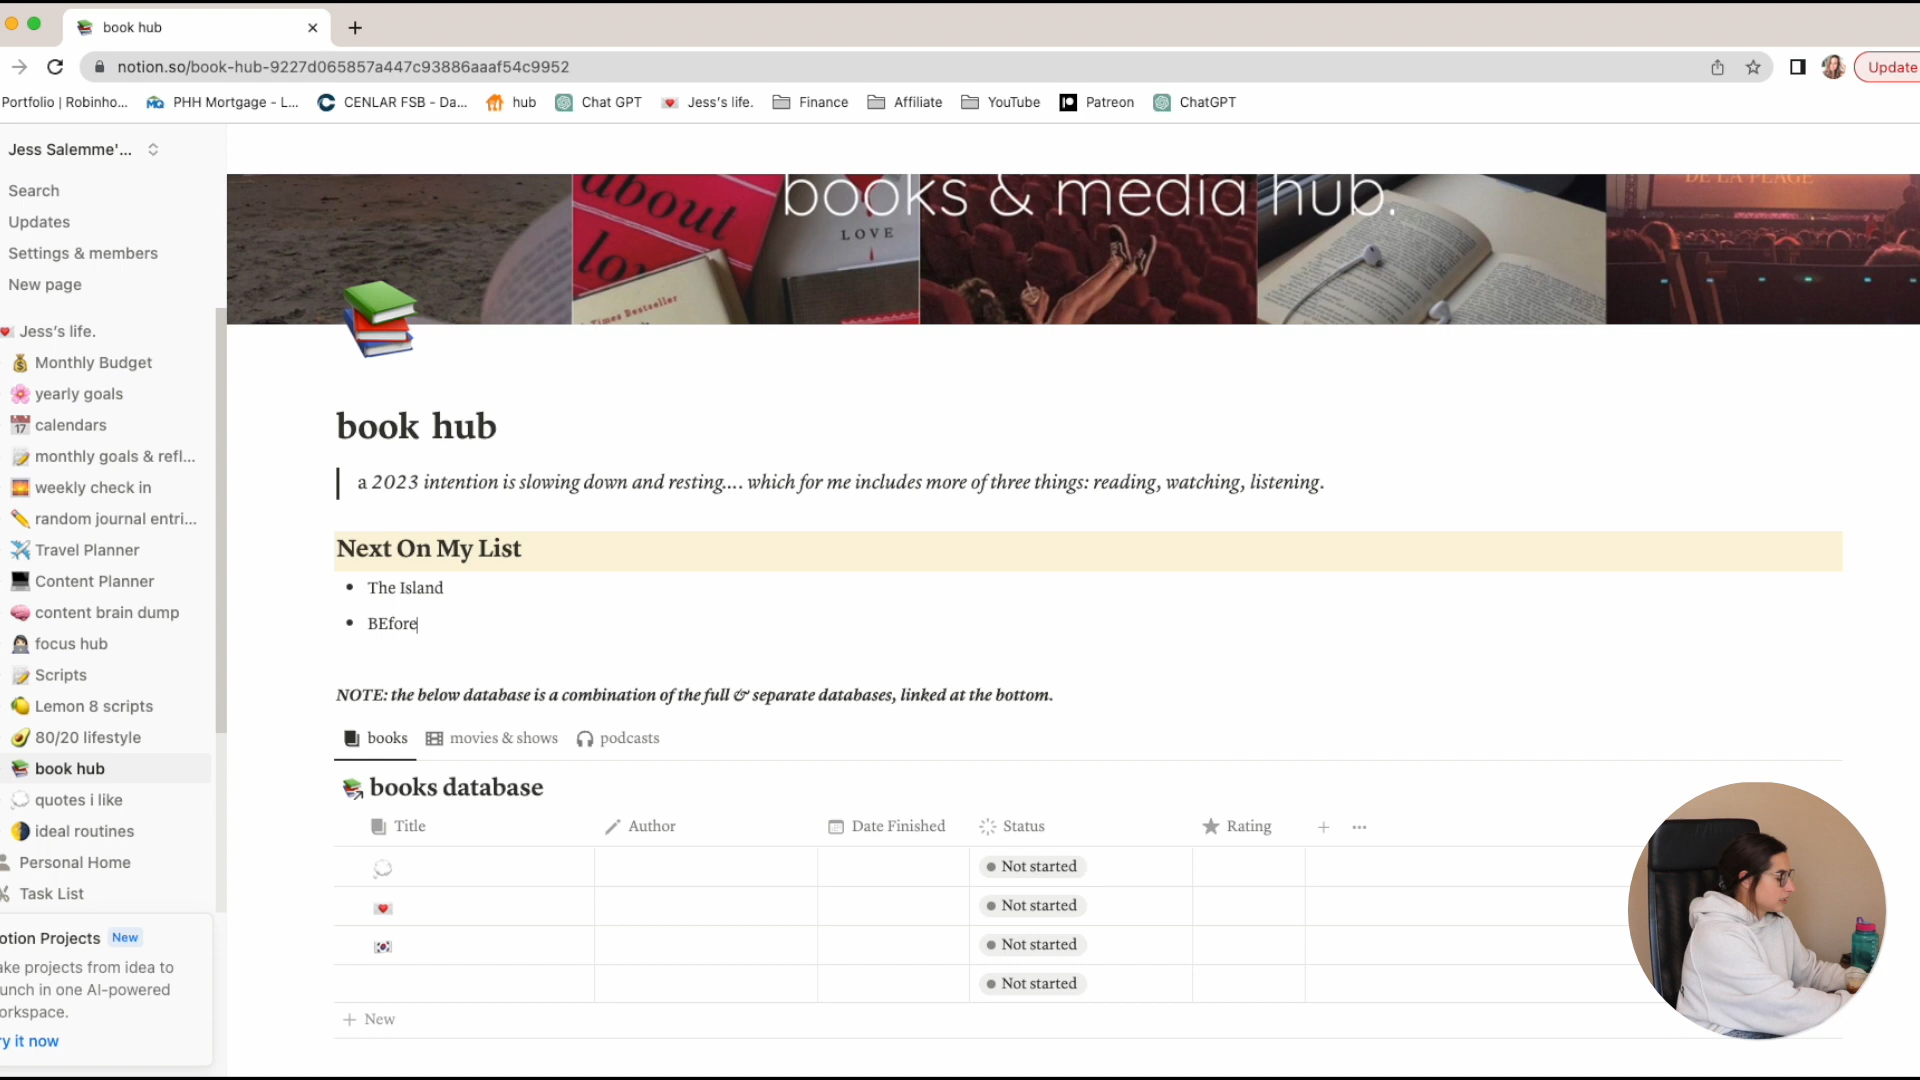 book hub
notion.so/book-hub-9227d065857a447c93886aaaf54c9952
Update
Portfolio | Robinho...
PHH Mortgage - L...
CENLAR FSB - Da...
hub
Chat GPT
Jess's life.
Finance
Affiliate
YouTube
Patreon
ChatGPT
Jess Salemme'...
Search
Updates
Settings & members
New page
Jess's life.
Monthly Budget
yearly goals
calendars
monthly goals & refl...
weekly check in
random journal entri...
Travel Planner
Content Planner
content brain dump
focus hub
Scripts
Lemon 8 scripts
80/20 lifestyle
book hub
quotes i like
ideal routines
Personal Home
Task List
otion Projects New
ake projects from idea to
unch in one AI-powered
orkspace.
ry it now
books & media hub.
about
LOVE
lo
Times Bestseller
DE LA PLAGE
book hub
a 2023 intention is slowing down and resting.... which for me includes more of three things: reading, watching, listening.
Next On My List
• The Island
• BEfore
NOTE: the below database is a combination of the full & separate databases, linked at the bottom.
books
movies & shows
podcasts
books database
Title Author Date Finished Status Rating
Not started
Not started
Not started
Not started
New